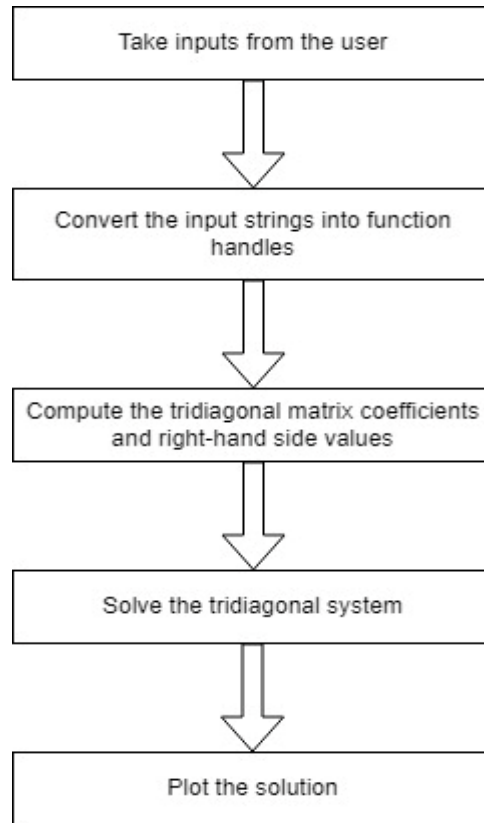 Take inputs from the user
Convert the input strings into function
handles
Compute the tridiagonal matrix coefficients
and right-hand side values
Solve the tridiagonal system
Plot the solution